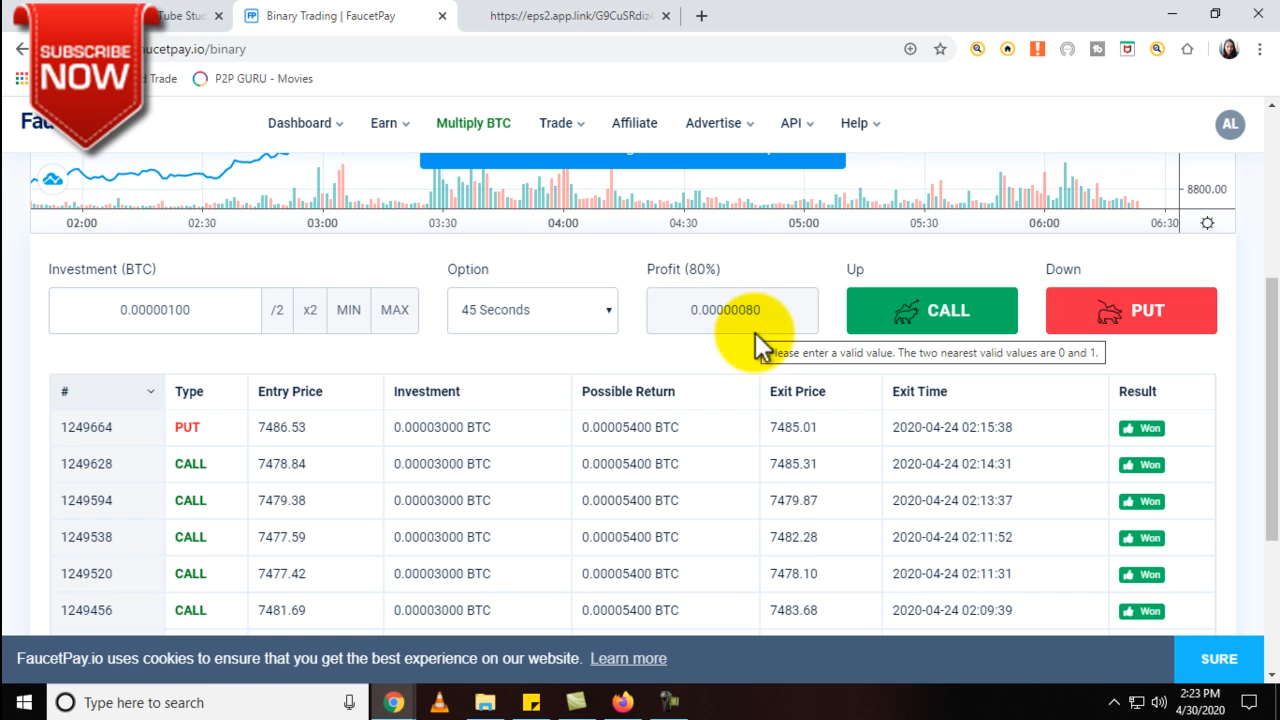 SUBSCRIBE
NOW
Tube Stud
Binary Trading | FaucetPay
https://eps2.app.link/G9CuSRdiz4
faucetpay.io/binary
d Trade
P2P GURU - Movies
Fau
Dashboard
Earn
Multiply BTC
Trade
Affiliate
Advertise
API
Help
AL
8800.00
02:00 02:30 03:00 03:30 04:00 04:30 05:00 05:30 06:00 06:30
Investment (BTC) Option Profit (80%) Up Down
0.00000100 /2 x2 MIN MAX 45 Seconds 0.00000080 CALL PUT
Please enter a valid value. The two nearest valid values are 0 and 1.
# Type Entry Price Investment Possible Return Exit Price Exit Time Result
1249664 PUT 7486.53 0.00003000 BTC 0.00005400 BTC 7485.01 2020-04-24 02:15:38 Won
1249628 CALL 7478.84 0.00003000 BTC 0.00005400 BTC 7485.31 2020-04-24 02:14:31 Won
1249594 CALL 7479.38 0.00003000 BTC 0.00005400 BTC 7479.87 2020-04-24 02:13:37 Won
1249538 CALL 7477.59 0.00003000 BTC 0.00005400 BTC 7482.28 2020-04-24 02:11:52 Won
1249520 CALL 7477.42 0.00003000 BTC 0.00005400 BTC 7478.10 2020-04-24 02:11:31 Won
1249456 CALL 7481.69 0.00003000 BTC 0.00005400 BTC 7483.68 2020-04-24 02:09:39 Won
FaucetPay.io uses cookies to ensure that you get the best experience on our website. Learn more
SURE
Type here to search
2:23 PM
4/30/2020